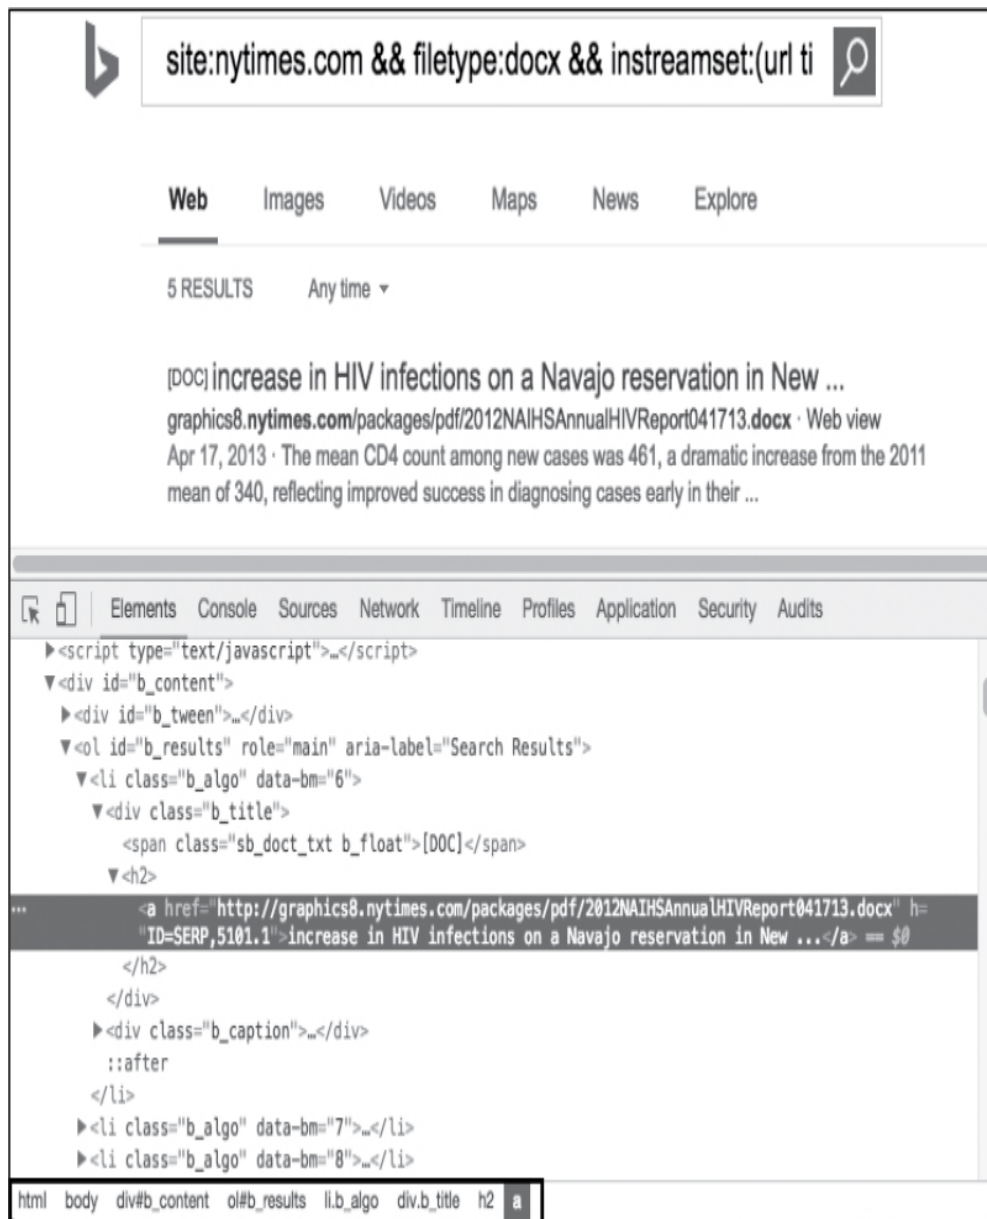 site:nytimes.com && filetype:docx && instreamset:(url ti
Web Images Videos Maps News Explore
5 RESULTS Any time
[DOC] increase in HIV infections on a Navajo reservation in New ...
graphics8.nytimes.com/packages/pdf/2012NAIHSAnnualHIVReport041713.docx · Web view
Apr 17, 2013 · The mean CD4 count among new cases was 461, a dramatic increase from the 2011
mean of 340, reflecting improved success in diagnosing cases early in their ...
Elements Console Sources Network Timeline Profiles Application Security Audits
<script type="text/javascript">…</script>
<div id="b_content">
<div id="b_tween">…</div>
<ol id="b_results" role="main" aria-label="Search Results">
<li class="b_algo" data-bm="6">
<div class="b_title">
<span class="sb_doct_txt b_float">[DOC]</span>
<h2>
… <a href="http://graphics8.nytimes.com/packages/pdf/2012NAIHSAnnualHIVReport041713.docx" h=
"ID=SERP,5101.1">increase in HIV infections on a Navajo reservation in New ...</a> == $0
</h2>
</div>
<div class="b_caption">…</div>
::after
</li>
<li class="b_algo" data-bm="7">…</li>
<li class="b_algo" data-bm="8">…</li>
html body div#b_content ol#b_results li.b_algo div.b_title h2 a